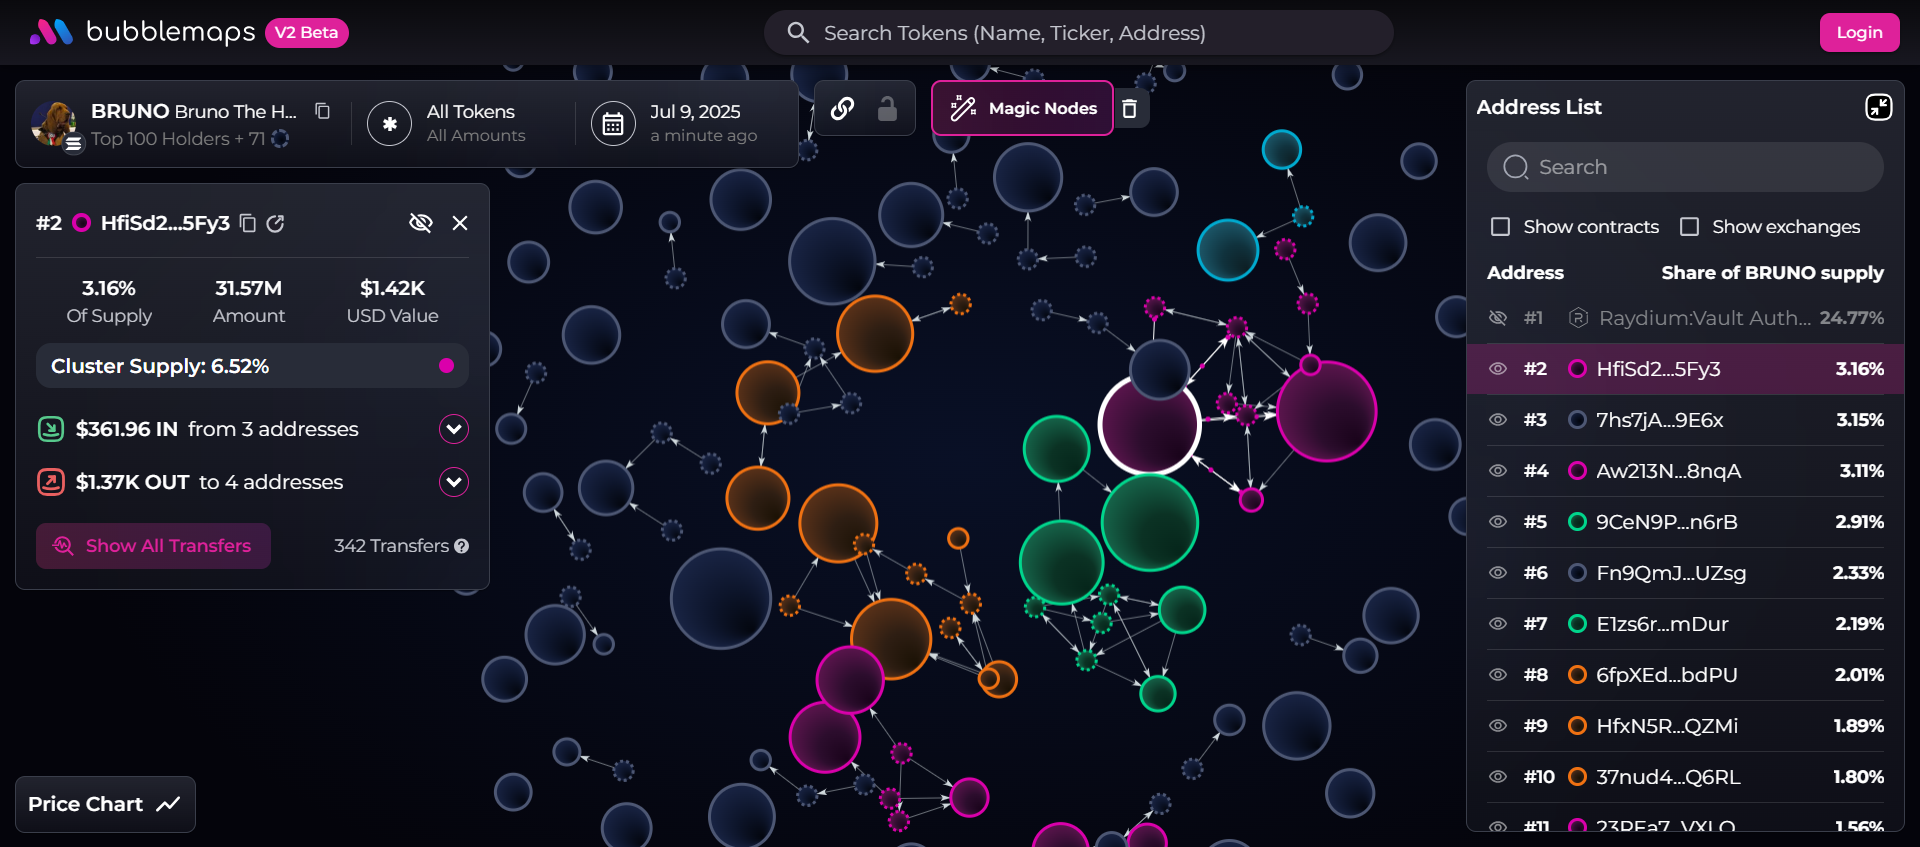 bubblemaps V2 Beta
Search Tokens (Name, Ticker, Address)
Login
BRUNO Bruno The H...
Top 100 Holders + 71
All Tokens
All Amounts
Jul 9, 2025
a minute ago
Magic Nodes
#2 HfiSd2...5Fy3
3.16%
Of Supply
31.57M
Amount
$1.42K
USD Value
Cluster Supply: 6.52%
$361.96 IN from 3 addresses
$1.37K OUT to 4 addresses
Show All Transfers
342 Transfers ?
Price Chart
Address List
Search
Show contracts
Show exchanges
Address Share of BRUNO supply
#1 Raydium:Vault Auth... 24.77%
#2 HfiSd2...5Fy3 3.16%
#3 7hs7jA...9E6x 3.15%
#4 Aw213N...8nqA 3.11%
#5 9CeN9P...n6rB 2.91%
#6 Fn9QmJ...UZsg 2.33%
#7 E1zs6r...mDur 2.19%
#8 6fpXEd...bdPU 2.01%
#9 HfxN5R...QZMi 1.89%
#10 37nud4...Q6RL 1.80%
#11 1.56%